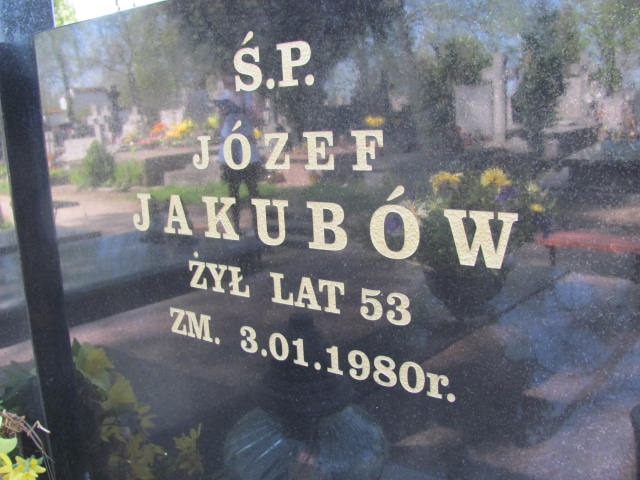 Ś.P.
JÓZEF
JAKUBÓW
ŻYŁ LAT 53
ZM. 3.01.1980r.